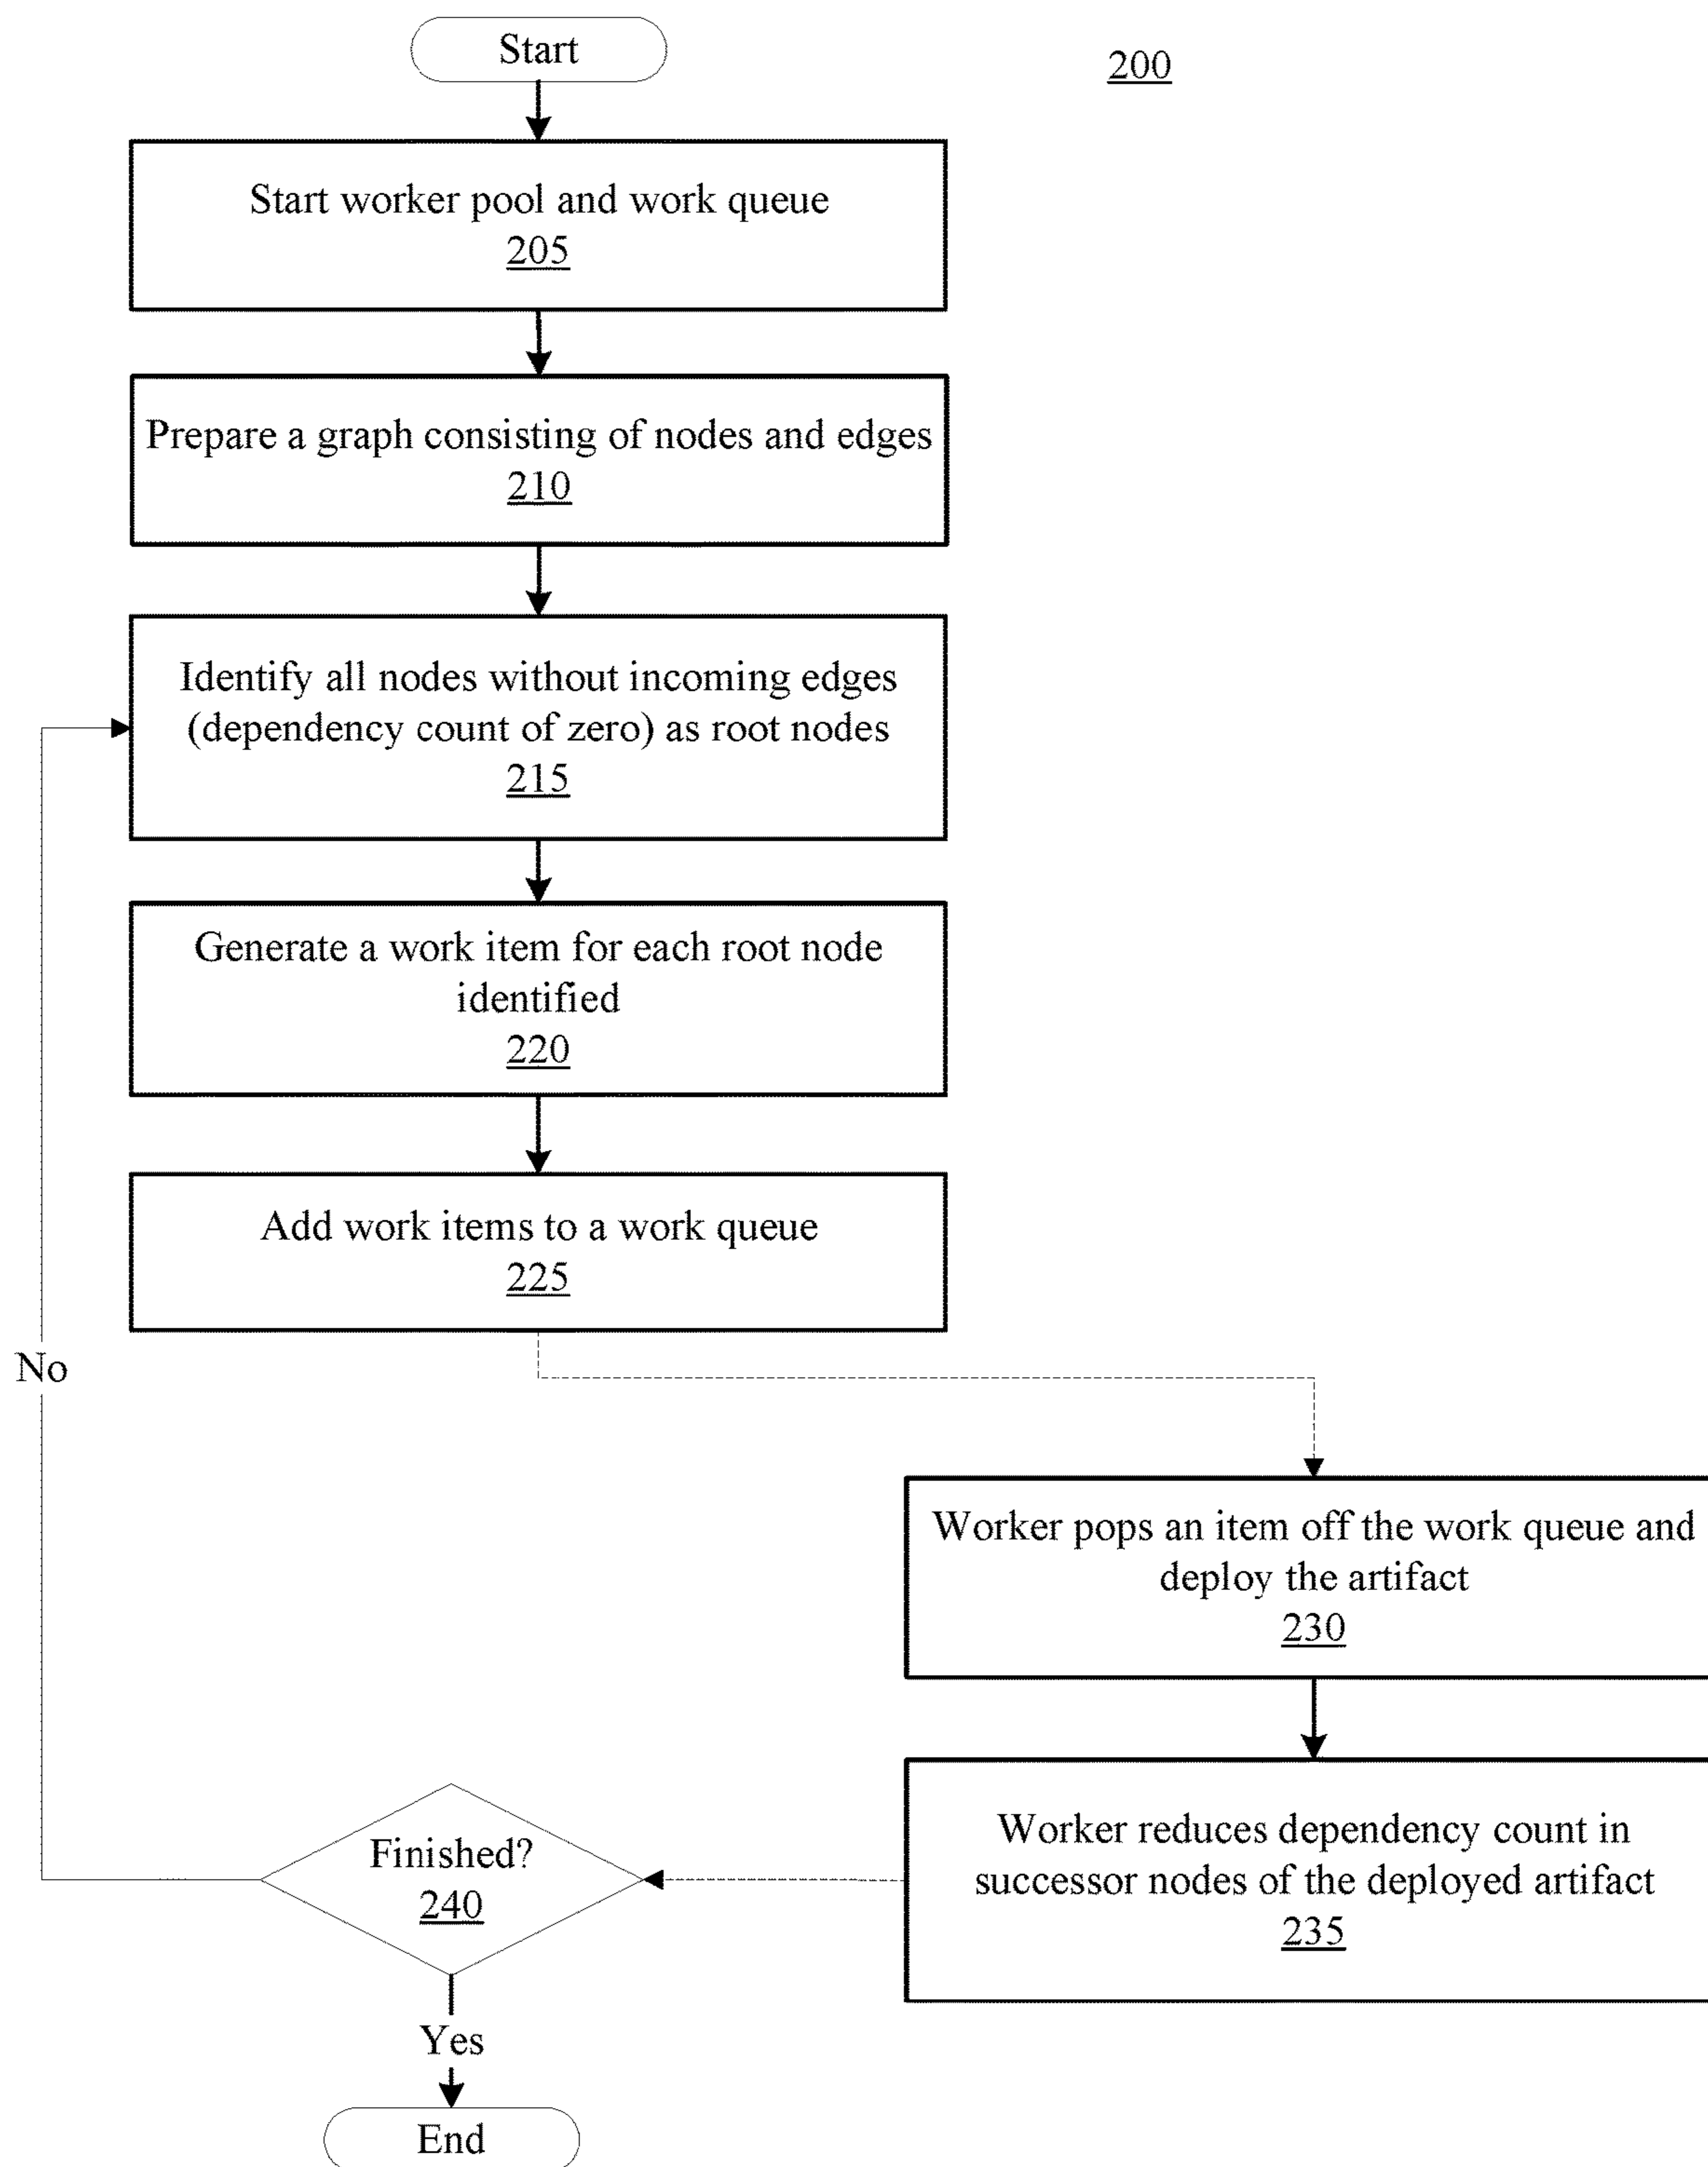 Start
200
Start worker pool and work queue
205
Prepare a graph consisting of nodes and edges
210
Identify all nodes without incoming edges
(dependency count of zero) as root nodes
215
Generate a work item for each root node
identified
220
Add work items to a work queue
225
No
Worker pops an item off the work queue and
deploy the artifact
230
Worker reduces dependency count in
successor nodes of the deployed artifact
235
Finished?
240
Yes
End